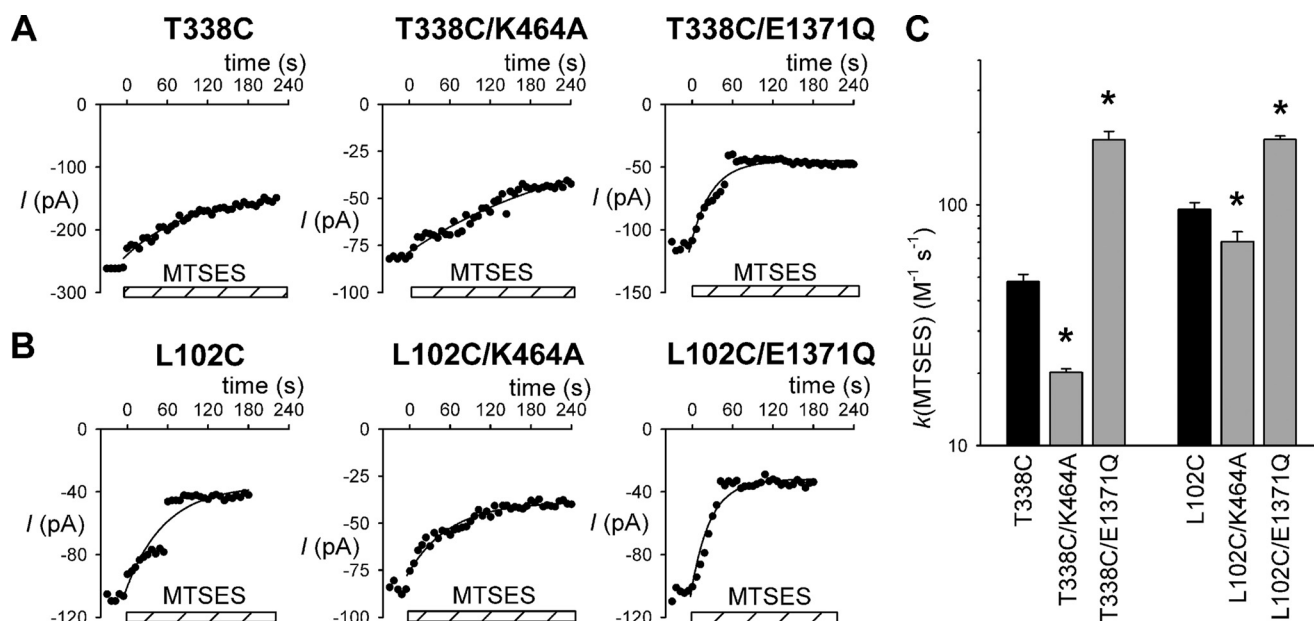 A
T338C
time (s)
0 60 120 180 240
0
-100
-200
-300
I (pA)
MTSES
T338C/K464A
time (s)
0 60 120 180 240
0
-25
-50
-75
-100
I (pA)
MTSES
T338C/E1371Q
time (s)
0 60 120 180 240
0
-50
-100
-150
I (pA)
MTSES
B
L102C
time (s)
0 60 120 180 240
0
-40
-80
-120
I (pA)
MTSES
L102C/K464A
time (s)
0 60 120 180 240
0
-25
-50
-75
-100
I (pA)
MTSES
L102C/E1371Q
time (s)
0 60 120 180 240
0
-40
-80
-120
I (pA)
MTSES
C
k(MTSES) (M⁻¹ s⁻¹)
100
10
* * * *
T338C
T338C/K464A
T338C/E1371Q
L102C
L102C/K464A
L102C/E1371Q